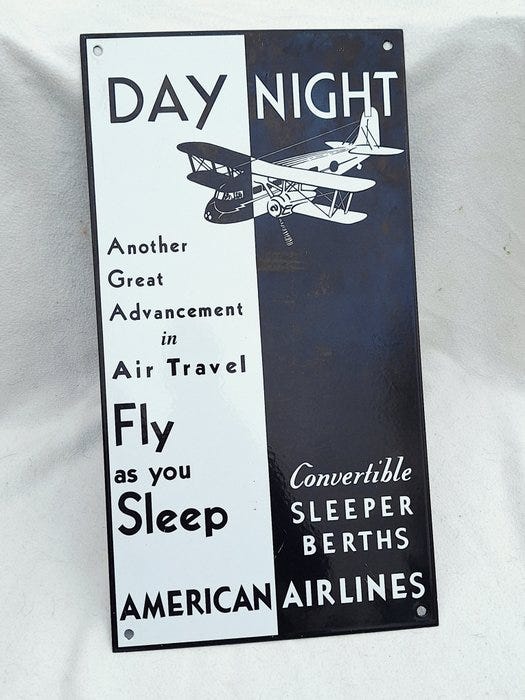 DAY NIGHT
Another
Great
Advancement
in
Air Travel
Fly
as you
Sleep
Convertible
SLEEPER
BERTHS
AMERICAN AIRLINES